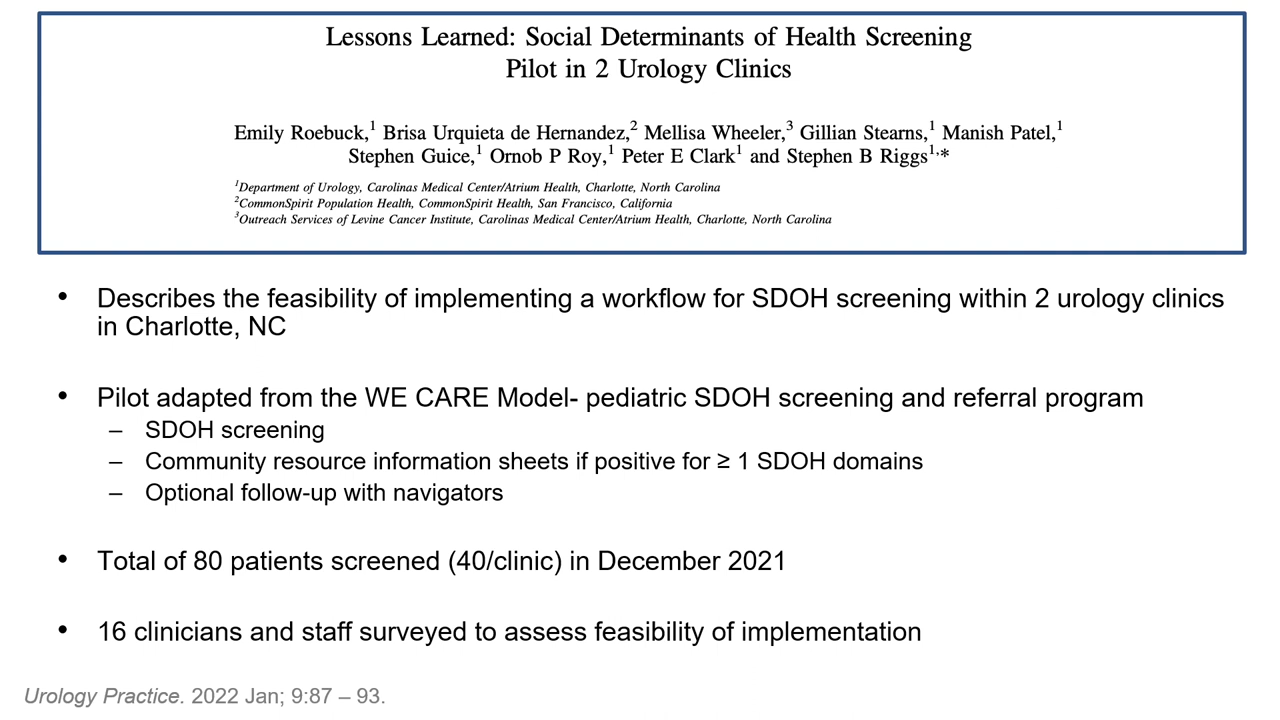 Lessons Learned: Social Determinants of Health Screening
Pilot in 2 Urology Clinics
Emily Roebuck,1 Brisa Urquieta de Hernandez,2 Mellisa Wheeler,3 Gillian Stearns,1 Manish Patel,1
Stephen Guice,1 Ornob P Roy,1 Peter E Clark1 and Stephen B Riggs1,*
1Department of Urology, Carolinas Medical Center/Atrium Health, Charlotte, North Carolina
2CommonSpirit Population Health, CommonSpirit Health, San Francisco, California
3Outreach Services of Levine Cancer Institute, Carolinas Medical Center/Atrium Health, Charlotte, North Carolina
• Describes the feasibility of implementing a workflow for SDOH screening within 2 urology clinics
in Charlotte, NC
• Pilot adapted from the WE CARE Model- pediatric SDOH screening and referral program
– SDOH screening
– Community resource information sheets if positive for ≥ 1 SDOH domains
– Optional follow-up with navigators
• Total of 80 patients screened (40/clinic) in December 2021
• 16 clinicians and staff surveyed to assess feasibility of implementation
Urology Practice. 2022 Jan; 9:87 – 93.